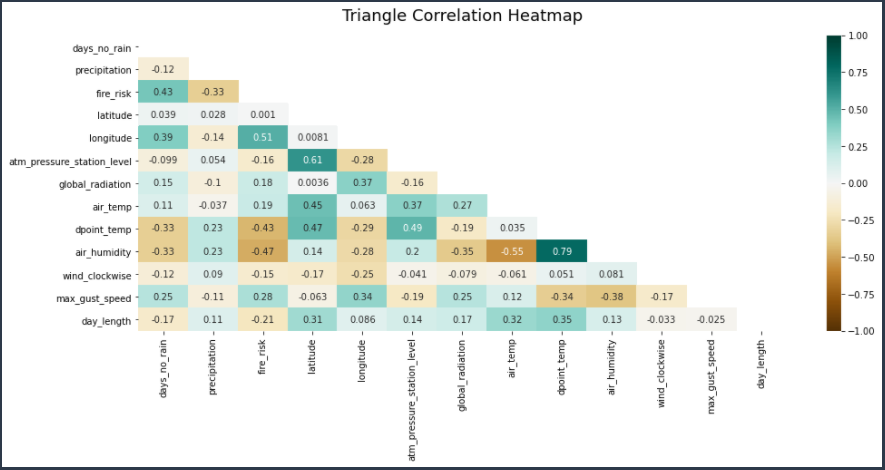 Triangle Correlation Heatmap
days_no_rain
precipitation -0.12
fire_risk 0.43 -0.33
latitude 0.039 0.028 0.001
longitude 0.39 -0.14 0.51 0.0081
atm_pressure_station_level -0.099 0.054 -0.16 0.61 -0.28
global_radiation 0.15 -0.1 0.18 0.0036 0.37 -0.16
air_temp 0.11 -0.037 0.19 0.45 0.063 0.37 0.27
dpoint_temp -0.33 0.23 -0.43 0.47 -0.29 0.49 -0.19 0.035
air_humidity -0.33 0.23 -0.47 0.14 -0.28 0.2 -0.35 -0.55 0.79
wind_clockwise -0.12 0.09 -0.15 -0.17 -0.25 -0.041 -0.079 -0.061 0.051 0.081
max_gust_speed 0.25 -0.11 0.28 -0.063 0.34 -0.19 0.25 0.12 -0.34 -0.38 -0.17
day_length -0.17 0.11 -0.21 0.31 0.086 0.14 0.17 0.32 0.35 0.13 -0.033 -0.025
days_no_rain
precipitation
fire_risk
latitude
longitude
atm_pressure_station_level
global_radiation
air_temp
dpoint_temp
air_humidity
wind_clockwise
max_gust_speed
day_length
1.00
0.75
0.50
0.25
0.00
-0.25
-0.50
-0.75
-1.00